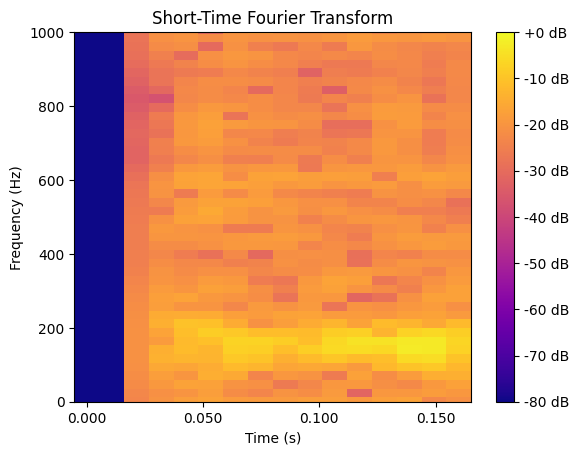 Short-Time Fourier Transform
Frequency (Hz)
1000
800
600
400
200
0
0.000
0.050
0.100
0.150
Time (s)
+0 dB
-10 dB
-20 dB
-30 dB
-40 dB
-50 dB
-60 dB
-70 dB
-80 dB